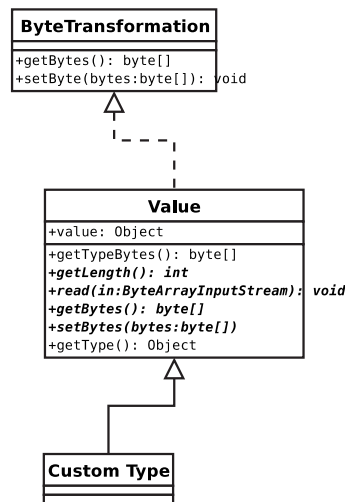 ByteTransformation
+getBytes(): byte[]
+setByte(bytes:byte[]): void
Value
+value: Object
+getTypeBytes(): byte[]
+getLength(): int
+read(in:ByteArrayInputStream): void
+getBytes(): byte[]
+setBytes(bytes:byte[])
+getType(): Object
Custom Type